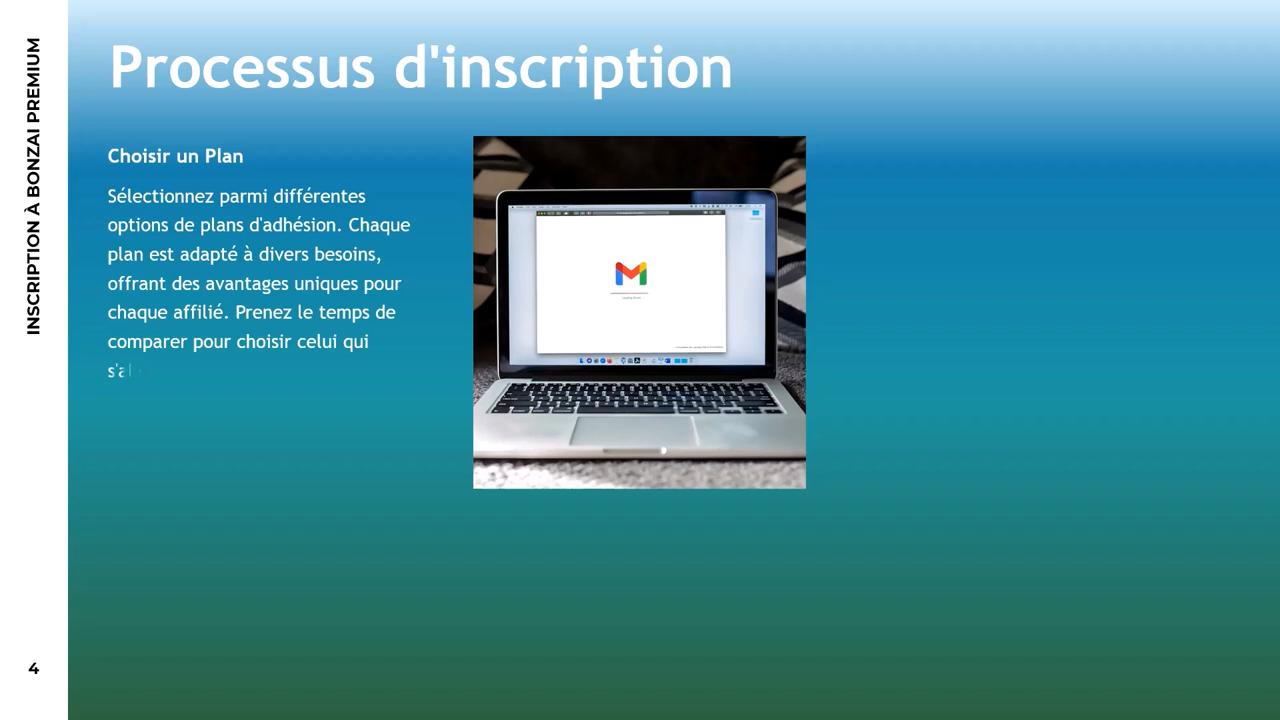 INSCRIPTION À BONZAI PREMIUM
Processus d'inscription
Choisir un Plan
Sélectionnez parmi différentes
options de plans d'adhésion. Chaque
plan est adapté à divers besoins,
offrant des avantages uniques pour
chaque affilié. Prenez le temps de
comparer pour choisir celui qui
4